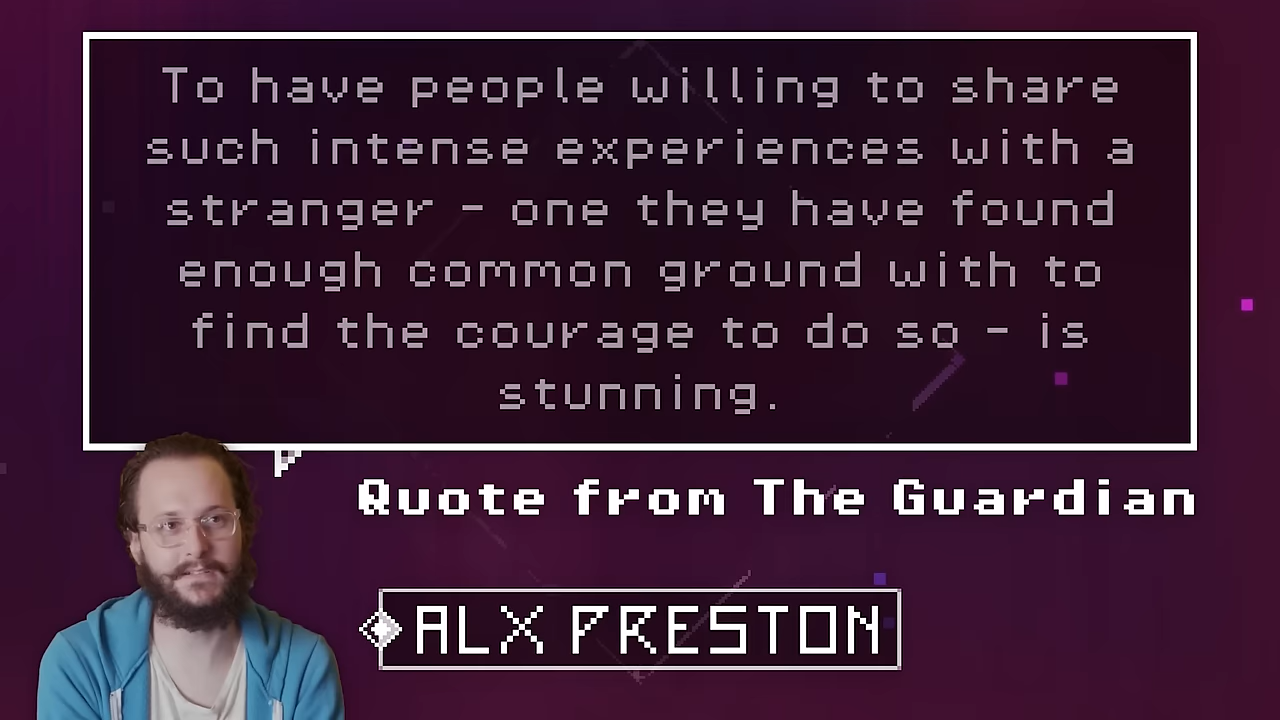 To have people willing to share
such intense experiences with a
stranger - one they have found
enough common ground with to
find the courage to do so - is
stunning.
Quote from The Guardian
ALX PRESTON